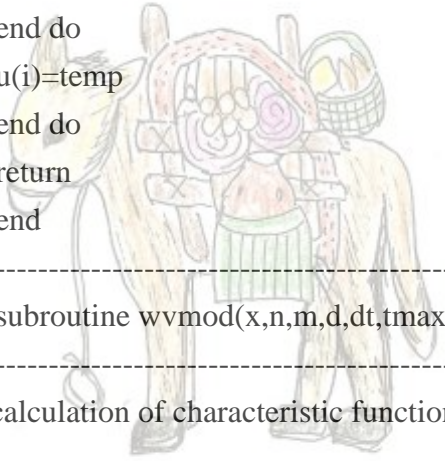 end do
u(i)=temp
end do
return
end
----------------------------------------------------
subroutine wvmod(x,n,m,d,dt,tmax
----------------------------------------------------
calculation of characteristic function